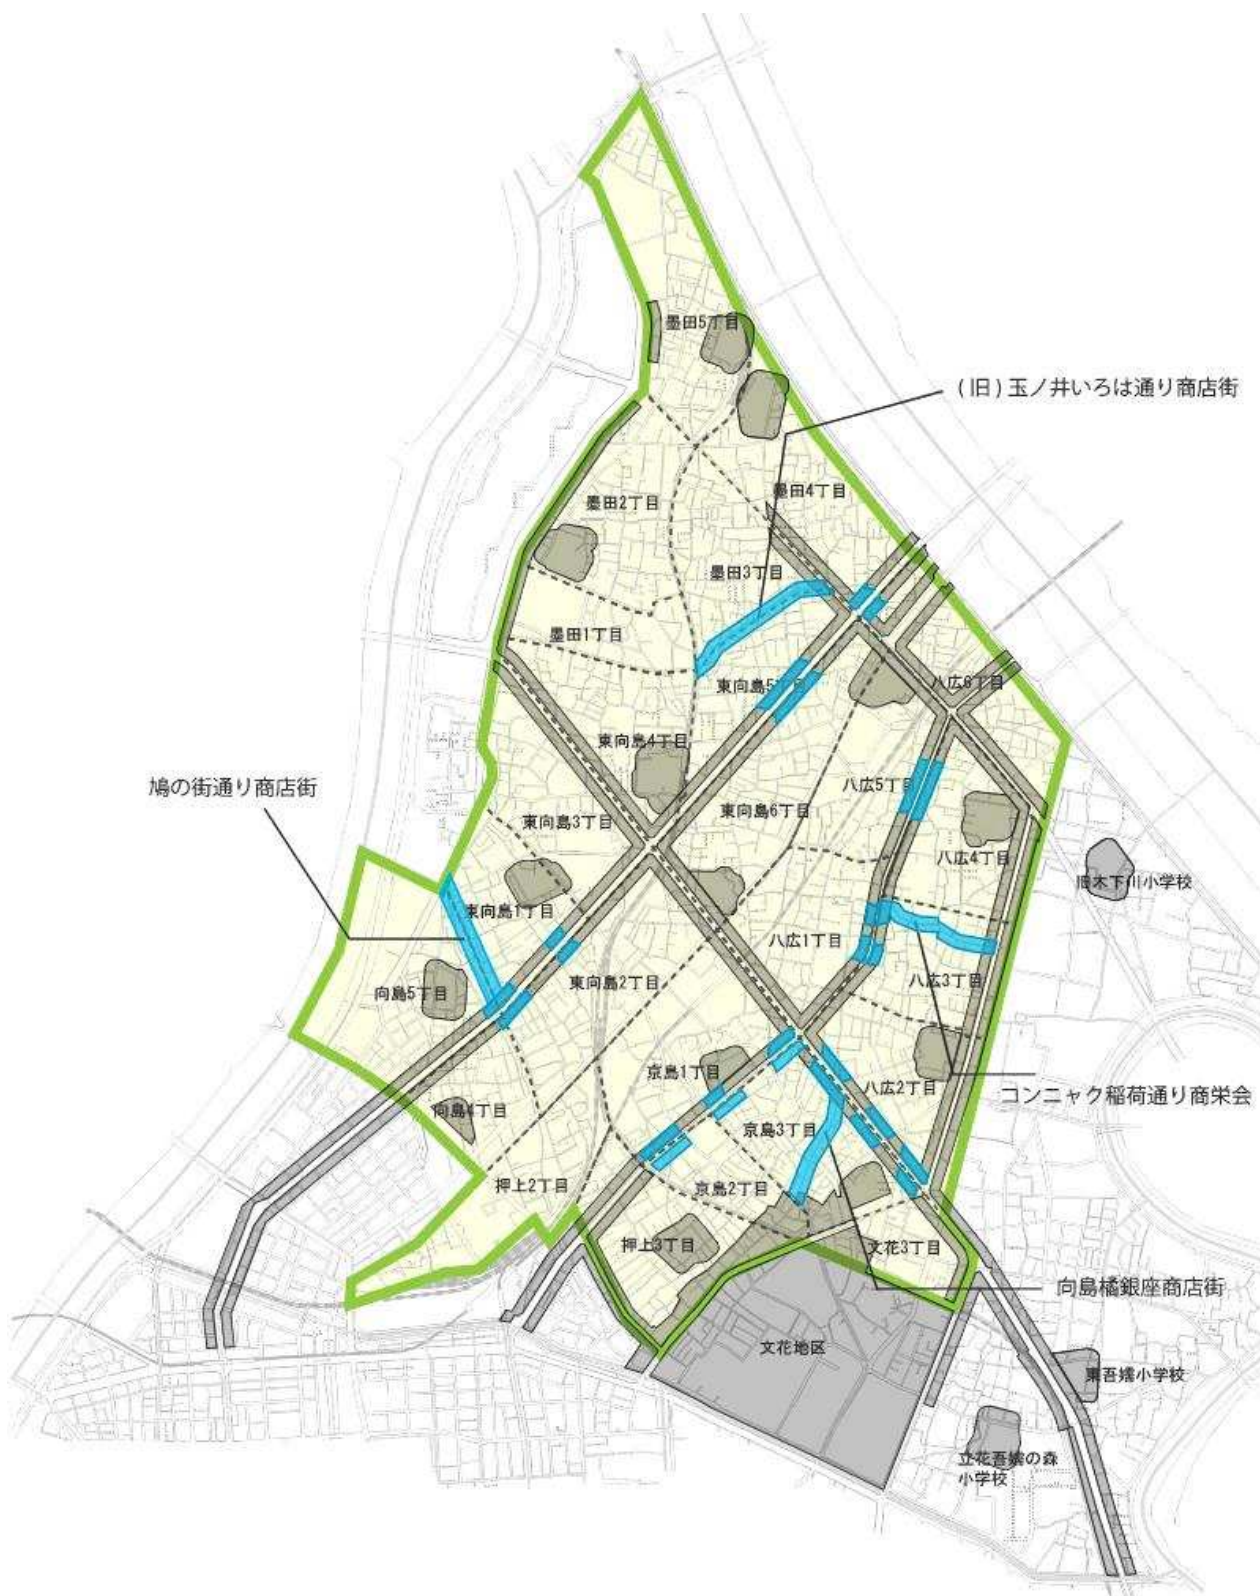 墨田5丁目
(旧)玉ノ井いろは通り商店街
墨田4丁目
墨田2丁目
墨田3丁目
墨田1丁目
東向島5丁目
八広6丁目
東向島4丁目
鳩の街通り商店街
八広5丁目
東向島6丁目
東向島3丁目
八広4丁目
旧木下川小学校
東向島1丁目
八広1丁目
東向島2丁目
八広3丁目
向島5丁目
京島1丁目
八広2丁目
コンニャク稲荷通り商栄会
向島4丁目
京島3丁目
押上2丁目
京島2丁目
押上3丁目
文花3丁目
向島橘銀座商店街
文花地区
東吾嬬小学校
立花吾嬬の森
小学校